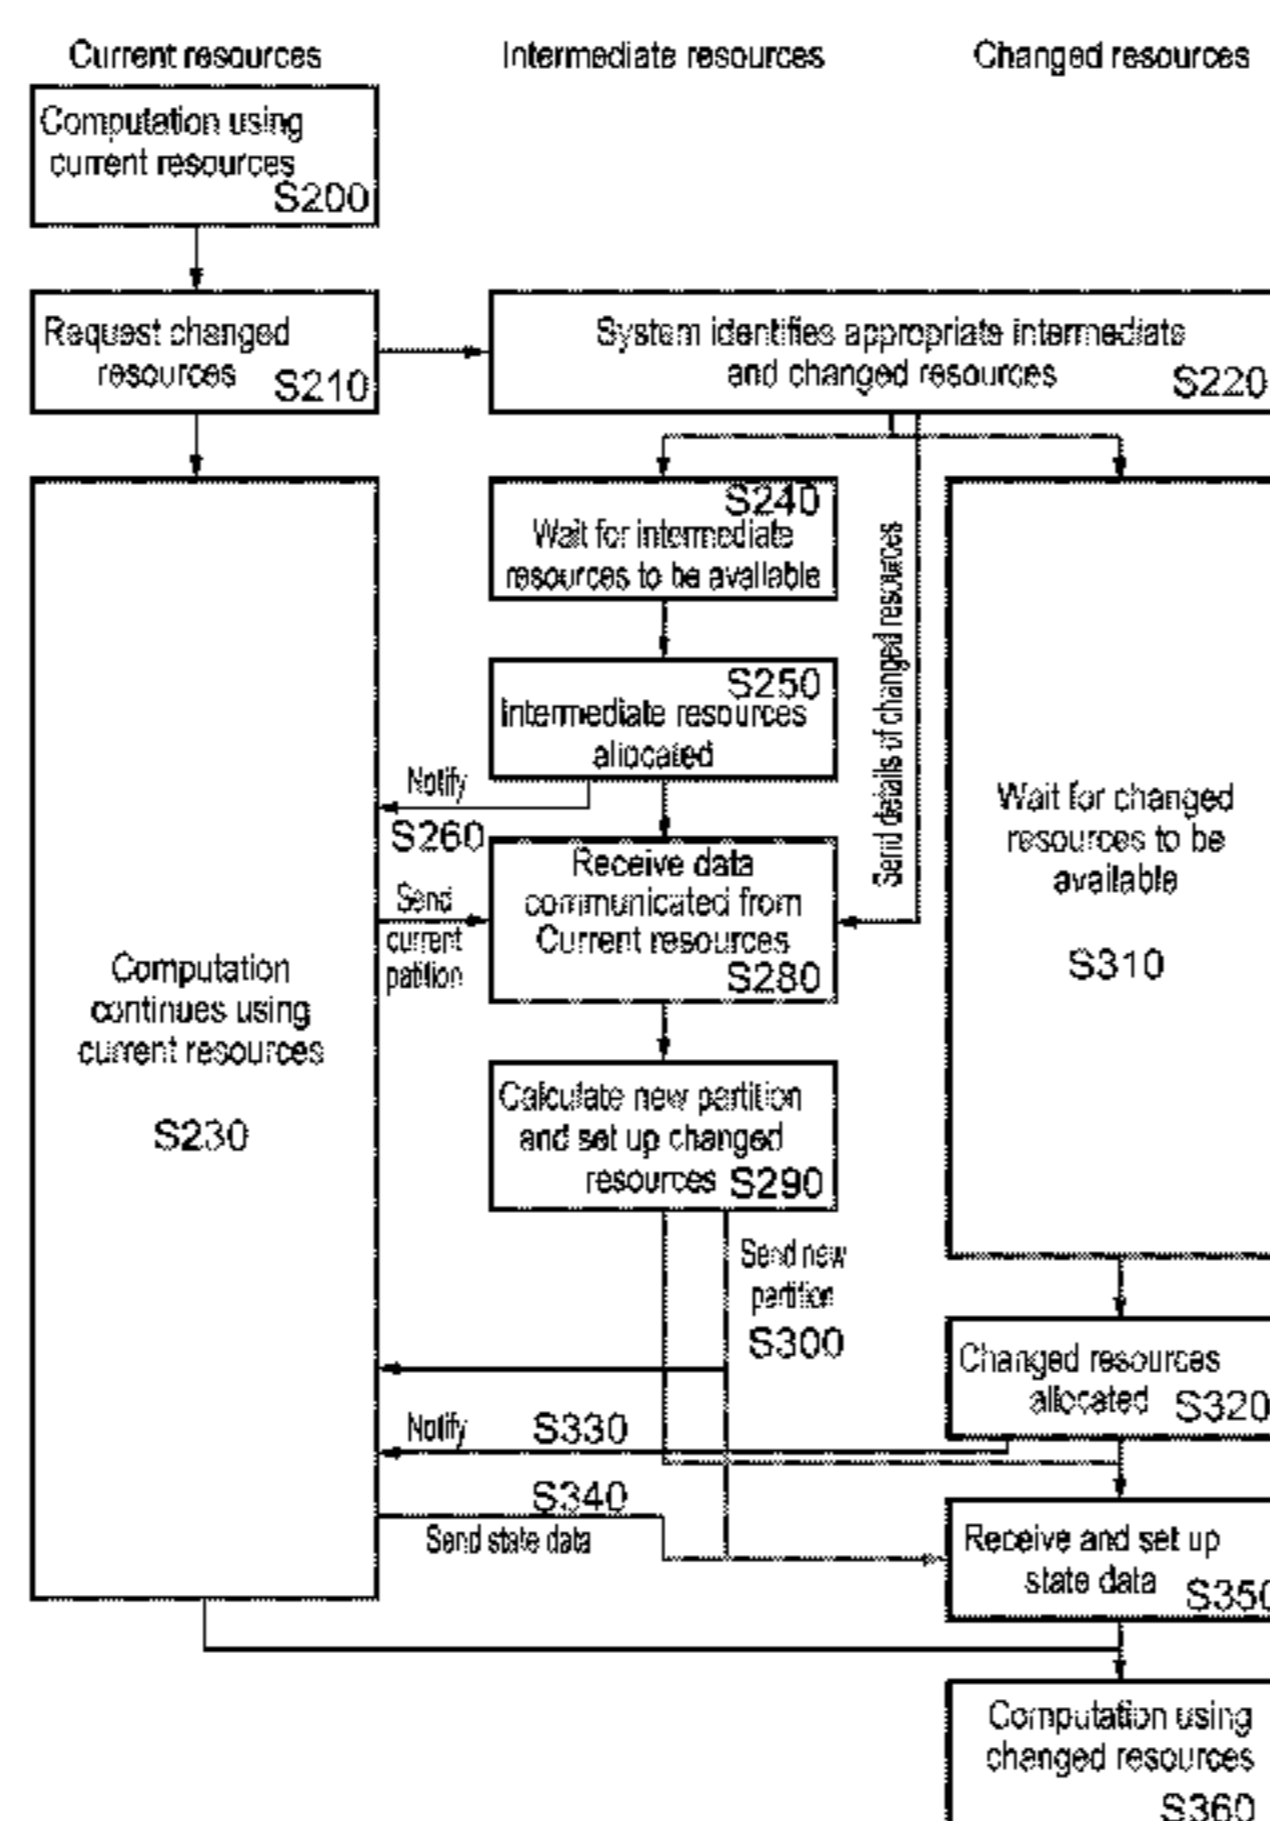 Current resources
Intermediate resources
Changed resources
Computation using
current resources
S200
Request changed
resources
S210
System identifies appropriate intermediate
and changed resources
S220
S240
Wait for intermediate
resources to be available
S250
Intermediate resources
allocated
Notify
S260
Send details of changed resources
Receive data
communicated from
Current resources
S280
Send
current
patition
Computation
continues using
current resources
S230
Wait for changed
resources to be
available
S310
Calculate new partition
and set up changed
resources S290
Send new
partition
S300
Changed resources
allocated S320
Notify S330
S340
Send state data
Receive and set up
state data S350
Computation using
changed resources
S360